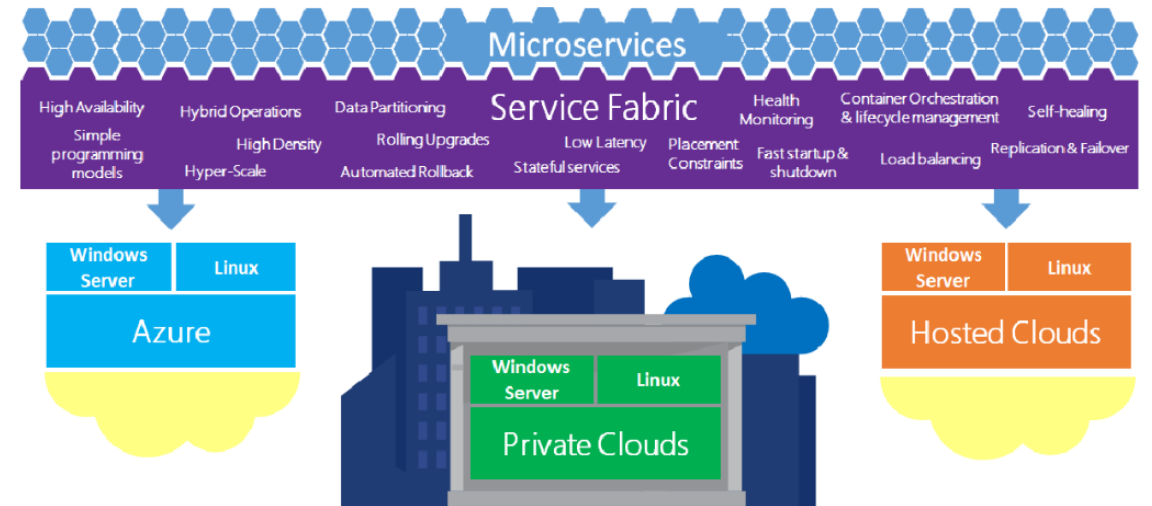 Microservices
Service Fabric
High Availability
Simple
programming
models
Hybrid Operations
High Density
Hyper-Scale
Data Partitioning
Rolling Upgrades
Automated Rollback
Low Latency
Stateful services
Placement
Constraints
Health
Monitoring
Fast startup &
shutdown
Container Orchestration
& lifecycle management
Load balancing
Self-healing
Replication & Failover
Windows
Server
Linux
Azure
Windows
Server
Linux
Private Clouds
Windows
Server
Linux
Hosted Clouds